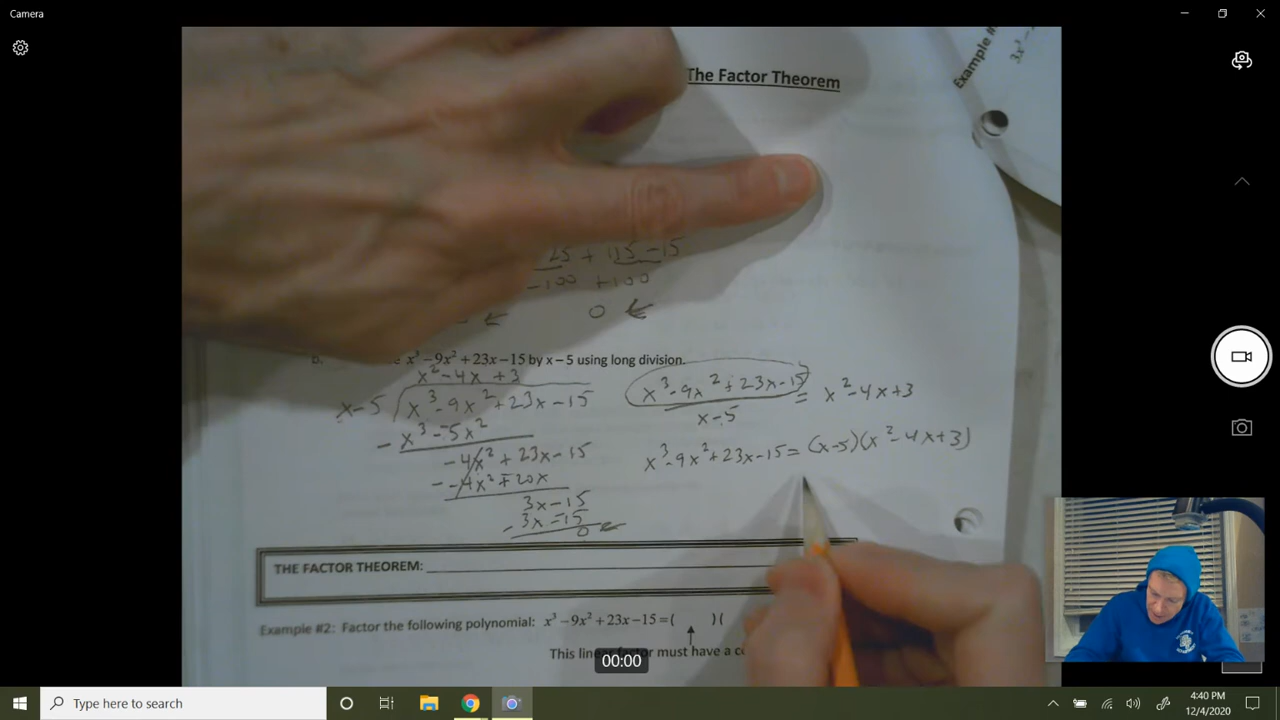 Camera
The Factor Theorem
Example #
3x³ -
25 + 115 - 15
-100 +100
0 ←
←
x³ – 9x² + 23x – 15 by x – 5 using long division.
x² - 4x + 3
x - 5 x³ - 9x² + 23x - 15
- x³ - 5x²
-4x² + 23x - 15
- -4x² + 20x
3x - 15
- 3x - 15
0 ←
x³ - 9x² + 23x - 15 = x² - 4x + 3
x - 5
x³ - 9x² + 23x - 15 = (x - 5)(x² - 4x + 3)
THE FACTOR THEOREM:
Example #2: Factor the following polynomial: x³ – 9x² + 23x – 15 = ( )(
This linear factor must have a
00:00
Type here to search
4:40 PM
12/4/2020